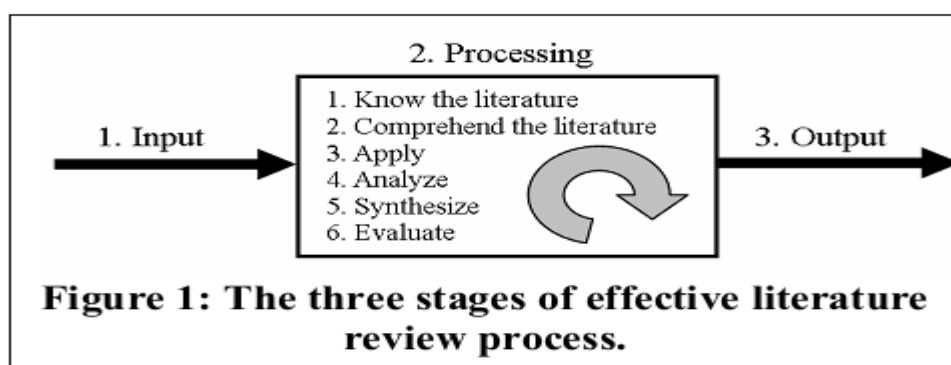 2. Processing
1. Input
1. Know the literature
2. Comprehend the literature
3. Apply
4. Analyze
5. Synthesize
6. Evaluate
3. Output
Figure 1: The three stages of effective literature
review process.